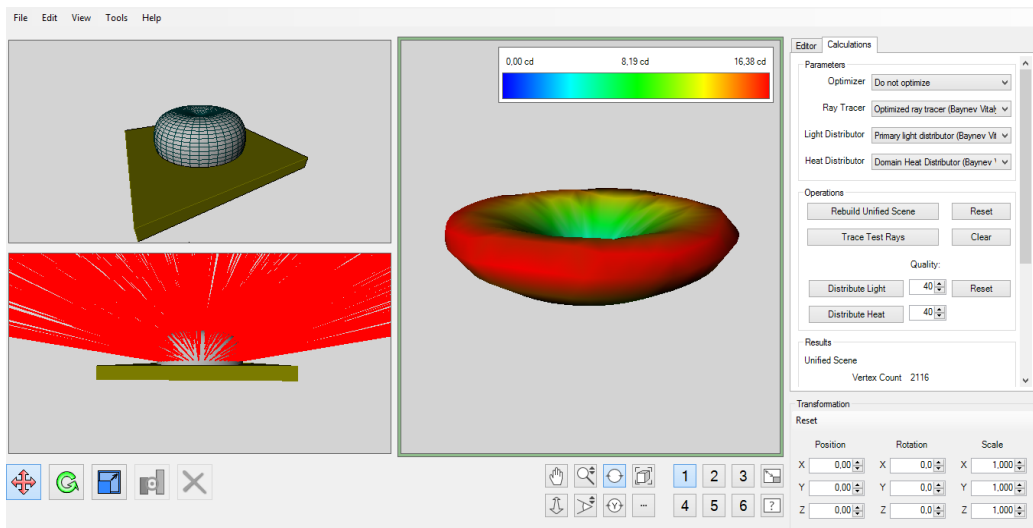 File Edit View Tools Help
0.00 cd 8,19 cd 16,38 cd
Editor Calculations
Parameters
Optimizer Do not optimize
Ray Tracer Optimized ray tracer (Baynev Vitaly
Light Distributor Primary light distributor (Baynev Vit
Heat Distributor Domain Heat Distributor (Baynev
Operations
Rebuild Unified Scene Reset
Trace Test Rays Clear
Quality:
Distribute Light 40 Reset
Distribute Heat 40
Results
Unified Scene
Vertex Count 2116
Transformation
Reset
Position Rotation Scale
X 0,00 X 0,0 X 1,000
Y 0,00 Y 0,0 Y 1,000
Z 0,00 Z 0,0 Z 1,000
1 2 3
Y ... 4 5 6 ?